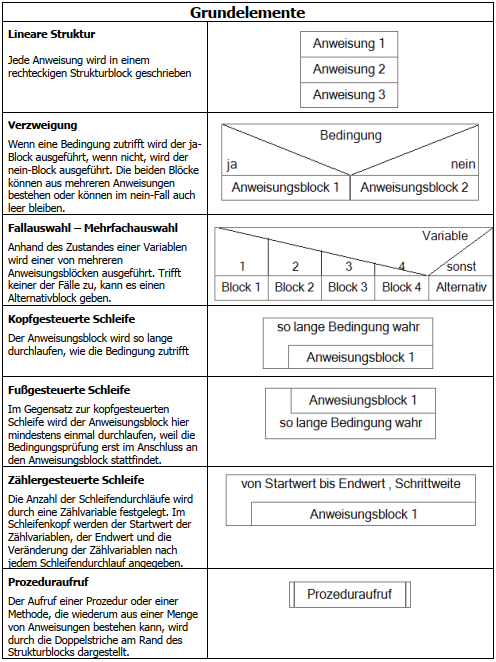 Grundelemente
Lineare Struktur
Jede Anweisung wird in einem
rechteckigen Strukturblock geschrieben
Anweisung 1
Anweisung 2
Anweisung 3
Verzweigung
Wenn eine Bedingung zutrifft wird der ja-
Block ausgeführt, wenn nicht, wird der
nein-Block ausgeführt. Die beiden Blöcke
können aus mehreren Anweisungen
bestehen oder können im nein-Fall auch
leer bleiben.
Bedingung
ja nein
Anweisungsblock 1 Anweisungsblock 2
Fallauswahl – Mehrfachauswahl
Anhand des Zustandes einer Variablen
wird einer von mehreren
Anweisungsblöcken ausgeführt. Trifft
keiner der Fälle zu, kann es einen
Alternativblock geben.
Variable
1 2 3 4 sonst
Block 1 Block 2 Block 3 Block 4 Alternativ
Kopfgesteuerte Schleife
Der Anweisungsblock wird so lange
durchlaufen, wie die Bedingung zutrifft
so lange Bedingung wahr
Anweisungsblock 1
Fußgesteuerte Schleife
Im Gegensatz zur kopfgesteuerten
Schleife wird der Anweisungsblock hier
mindestens einmal durchlaufen, weil die
Bedingungsprüfung erst im Anschluss an
den Anweisungsblock stattfindet.
Anwesiungsblock 1
so lange Bedingung wahr
Zählergesteuerte Schleife
Die Anzahl der Schleifendurchläufe wird
durch eine Zählvariable festgelegt. Im
Schleifenkopf werden der Startwert der
Zählvariablen, der Endwert und die
Veränderung der Zählvariablen nach
jedem Schleifendurchlauf angegeben.
von Startwert bis Endwert , Schrittweite
Anweisungsblock 1
Prozeduraufruf
Der Aufruf einer Prozedur oder einer
Methode, die wiederum aus einer Menge
von Anweisungen bestehen kann, wird
durch die Doppelstriche am Rand des
Strukturblocks dargestellt.
Prozeduraufruf